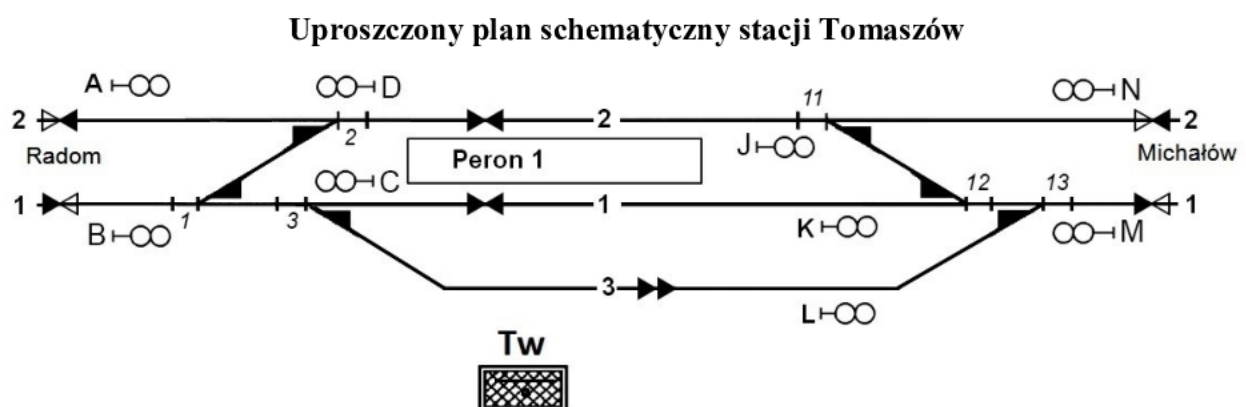 Uproszczony plan schematyczny stacji Tomaszów
A D N
11
2 2 2 2
Radom Peron 1 J Michałów
C 12 13
1 1 3 1 1
B K M
3
L
Tw